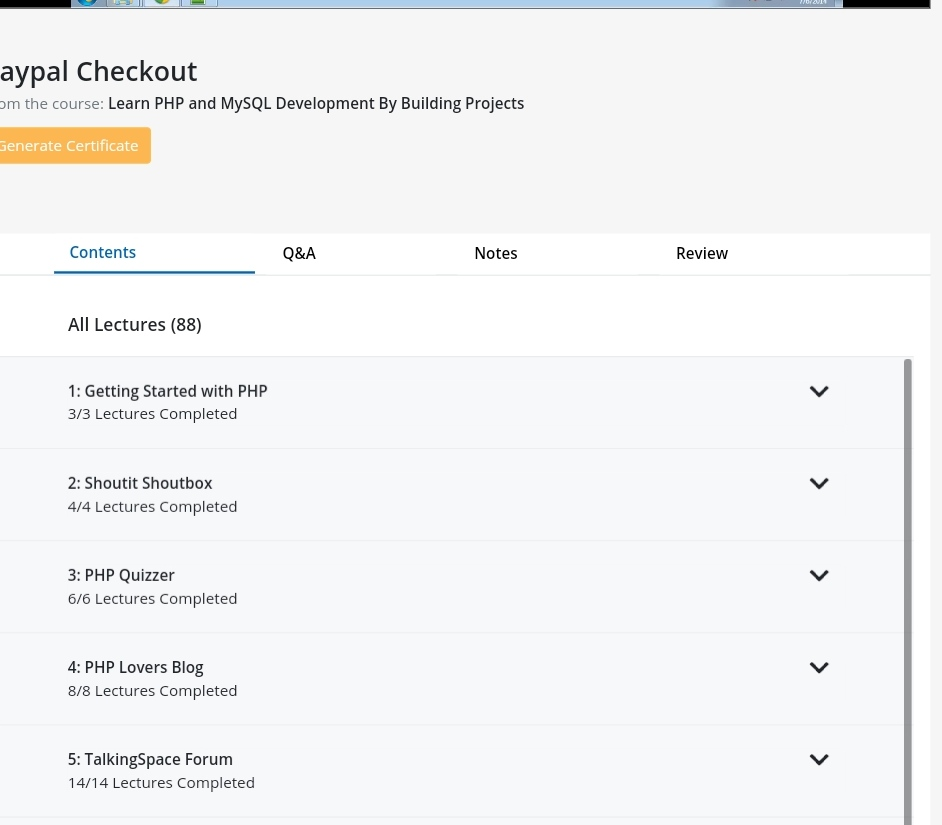 7/6/2014
aypal Checkout
om the course: Learn PHP and MySQL Development By Building Projects
Generate Certificate
Contents Q&A Notes Review
All Lectures (88)
1: Getting Started with PHP
3/3 Lectures Completed
2: Shoutit Shoutbox
4/4 Lectures Completed
3: PHP Quizzer
6/6 Lectures Completed
4: PHP Lovers Blog
8/8 Lectures Completed
5: TalkingSpace Forum
14/14 Lectures Completed